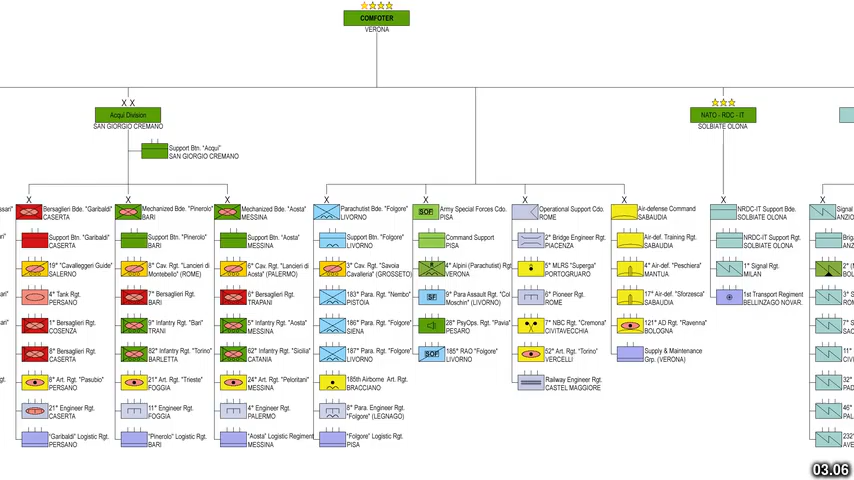 COMFOTER
VERONA
X X
Acqui Division
SAN GIORGIO CREMANO
NATO - RDC - IT
SOLBIATE OLONA
Support Btn. "Acqui"
SAN GIORGIO CREMANO
X
Bersaglieri Bde. "Garibaldi"
CASERTA
Support Btn. "Garibaldi"
CASERTA
19° "Cavalleggeri Guide"
SALERNO
4° Tank Rgt.
PERSANO
1° Bersaglieri Rgt.
COSENZA
8° Bersaglieri Rgt.
CASERTA
8° Art. Rgt. "Pasubio"
PERSANO
21° Engineer Rgt.
CASERTA
"Garibaldi" Logistic Rgt.
PERSANO
X
Mechanized Bde. "Pinerolo"
BARI
Support Btn. "Pinerolo"
BARI
8° Cav. Rgt. "Lancieri di
Montebello" (ROME)
7° Bersaglieri Rgt.
BARI
9° Infantry Rgt. "Bari"
TRANI
82° Infantry Rgt. "Torino"
BARLETTA
21° Art. Rgt. "Trieste"
FOGGIA
11° Engineer Rgt.
FOGGIA
"Pinerolo" Logistic Rgt.
BARI
X
Mechanized Bde. "Aosta"
MESSINA
Support Btn. "Aosta"
MESSINA
6° Cav. Rgt. "Lancieri di
Aosta" (PALERMO)
6° Bersaglieri Rgt.
TRAPANI
5° Infantry Rgt. "Aosta"
MESSINA
62° Infantry Rgt. "Sicilia"
CATANIA
24° Art. Rgt. "Peloritani"
MESSINA
4° Engineer Rgt.
PALERMO
"Aosta" Logistic Regiment
MESSINA
X
Parachutist Bde. "Folgore"
LIVORNO
Support Btn. "Folgore"
LIVORNO
3° Cav. Rgt. "Savoia
Cavalleria" (GROSSETO)
183° Para. Rgt. "Nembo"
PISTOIA
186° Para. Rgt. "Folgore"
SIENA
187° Para. Rgt. "Folgore"
LIVORNO
185th Airborne Art. Rgt.
BRACCIANO
8° Para. Engineer Rgt.
"Folgore" (LEGNAGO)
"Folgore" Logistic Rgt.
PISA
X
SOF
Army Special Forces Cdo.
PISA
Command Support
PISA
4° Alpini (Parachutist) Rgt.
VERONA
SF
9° Para Assault Rgt. "Col
Moschin" (LIVORNO)
28° PsyOps. Rgt. "Pavia"
PESARO
SOF
185° RAO "Folgore"
LIVORNO
X
Operational Support Cdo.
ROME
2° Bridge Engineer Rgt.
PIACENZA
5° MLRS "Superga"
PORTOGRUARO
6° Pioneer Rgt.
ROME
7° NBC Rgt. "Cremona"
CIVITAVECCHIA
52° Art. Rgt. "Torino"
VERCELLI
Railway Engineer Rgt.
CASTEL MAGGIORE
X
Air-defense Command
SABAUDIA
Air-def. Training Rgt.
SABAUDIA
4° Air-def. "Peschiera"
MANTUA
17° Air-def. "Sforzesca"
SABAUDIA
121° AD Rgt. "Ravenna"
BOLOGNA
Supply & Maintenance
Grp. (VERONA)
X
NRDC-IT Support Bde.
SOLBIATE OLONA
NRDC-IT Support Rgt.
SOLBIATE OLONA
1° Signal Rgt.
MILAN
1st Transport Regiment
BELLINZAGO NOVAR.
X
Signal
ANZIO
03.06